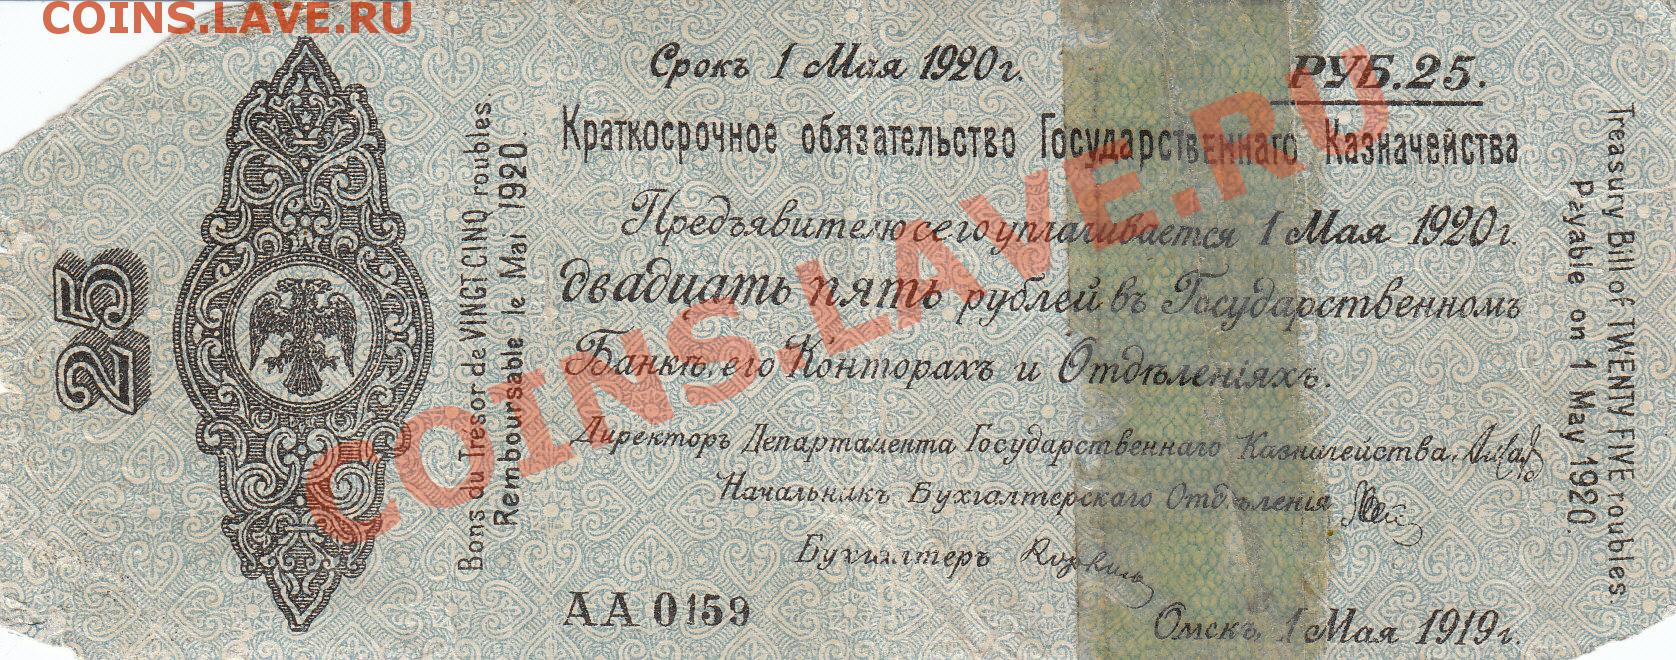 COINS.LAVE.RU
Срокъ 1 Мая 1920 г.
РУБ. 25.
Краткосрочное обязательство Государственнаго Казначейства
Предъявителю сего уплачивается 1 Мая 1920 г.
двадцать пять рублей въ Государственномъ
Банкѣ, его Конторахъ и Отдѣленіяхъ.
Директоръ Департамента Государственнаго Казначейства
Начальникъ Бухгалтерскаго Отдѣленія
Бухгалтеръ
АА 0159
Омскъ, 1 Мая 1919 г.
25
Bons du Tresor de VINGT CINQ roubles.
Remboursable le Mai 1920.
Treasury Bill of TWENTY FIVE roubles.
Payable on 1 May 1920
COINS.LAVE.RU